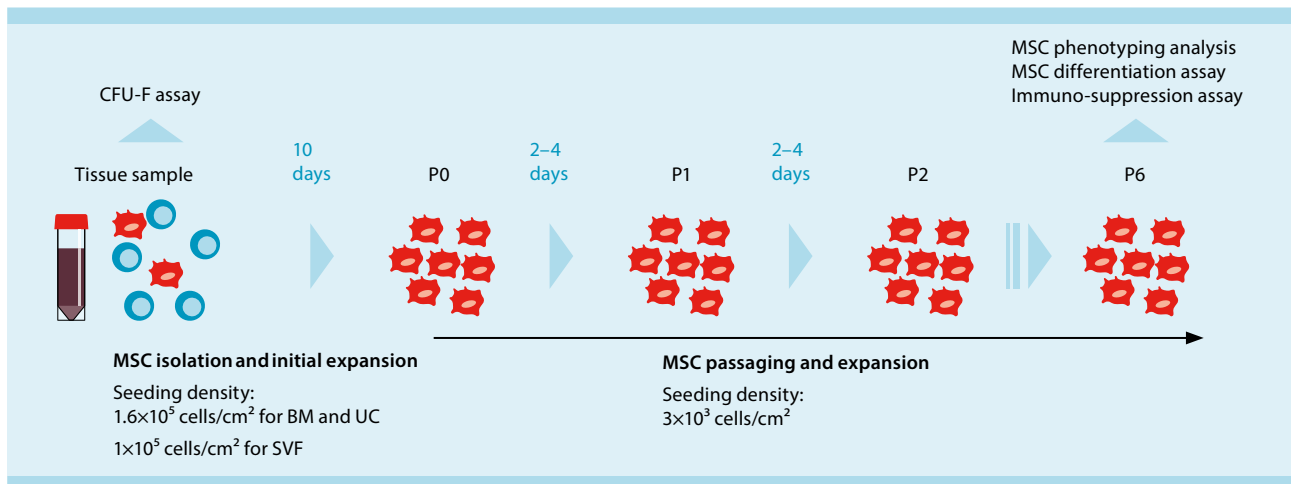 MSC phenotyping analysis
MSC differentiation assay
Immuno-suppression assay
CFU-F assay
Tissue sample
10
days
P0
2–4
days
P1
2–4
days
P2
P6
MSC isolation and initial expansion
Seeding density:
1.6×10⁵ cells/cm² for BM and UC
1×10⁵ cells/cm² for SVF
MSC passaging and expansion
Seeding density:
3×10³ cells/cm²